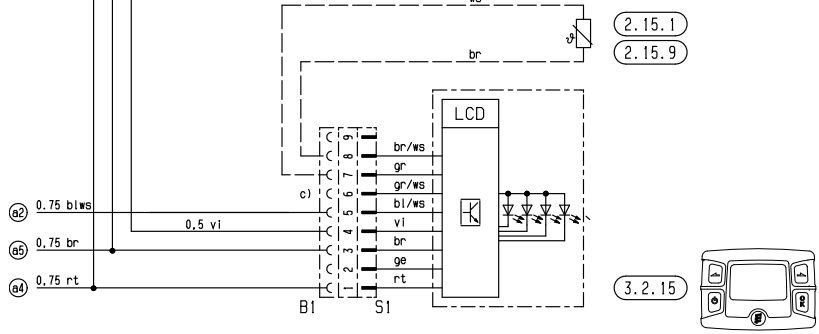 ws
2.15.1
br
2.15.9
LCD
9
br/ws
8
gr
7
c)
gr/ws
6
a2 0.75 blws
bl/ws
5
0.5 vi
vi
4
a5 0.75 br
br
3
ge
2
a4 0.75 rt
rt
1
3.2.15
B1
S1
OK